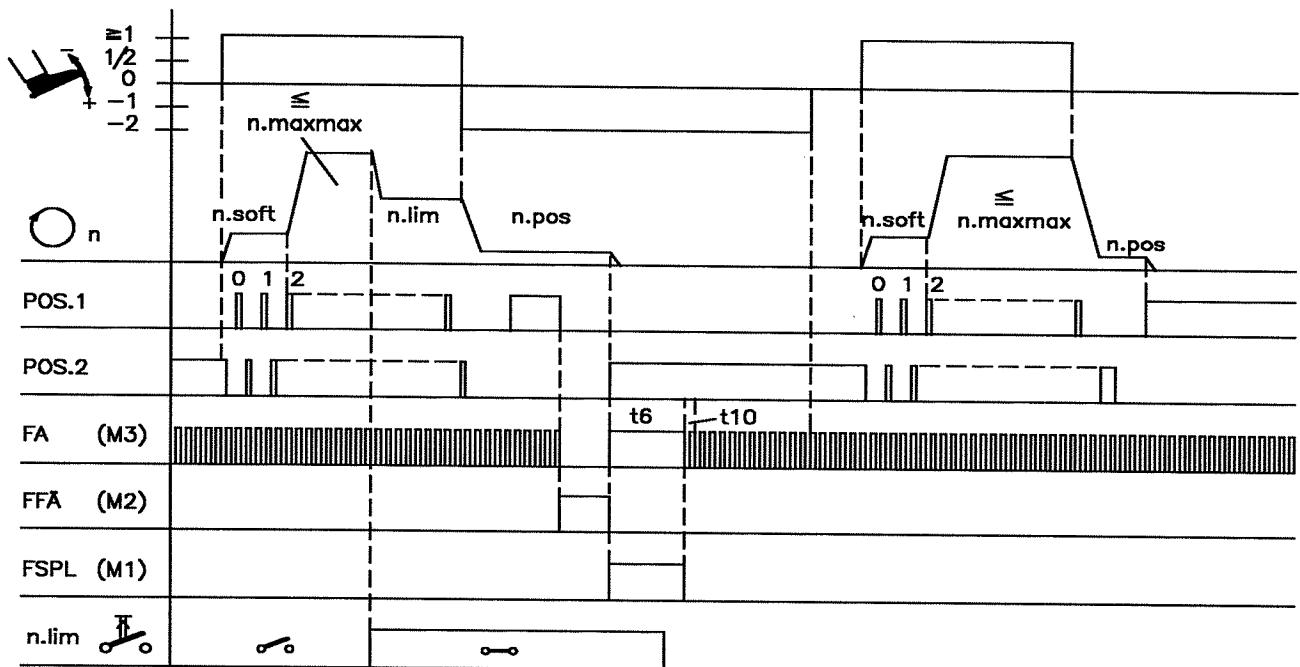 ≧1
1/2
0
−
+ −1
−2
≦
n.maxmax
n.soft
n.lim
n.pos
n
n.soft
≦
n.maxmax
n.pos
0 1 2
0 1 2
POS.1
POS.2
t6
t10
FA (M3)
FFÄ (M2)
FSPL (M1)
n.lim